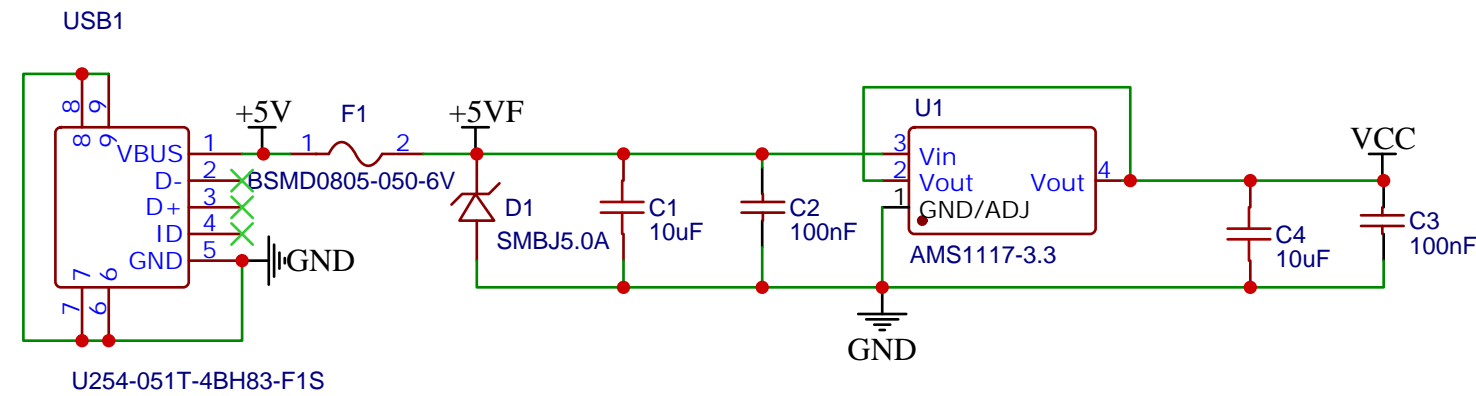 USB1
8
9
8
9
VBUS
1
D-
2
D+
3
ID
4
GND
5
7
6
7
6
U254-051T-4BH83-F1S
+5V
F1
1
2
BSMD0805-050-6V
GND
+5VF
D1
SMBJ5.0A
C1
10uF
C2
100nF
U1
3
Vin
2
Vout
1
GND/ADJ
Vout
4
AMS1117-3.3
GND
VCC
C4
10uF
C3
100nF